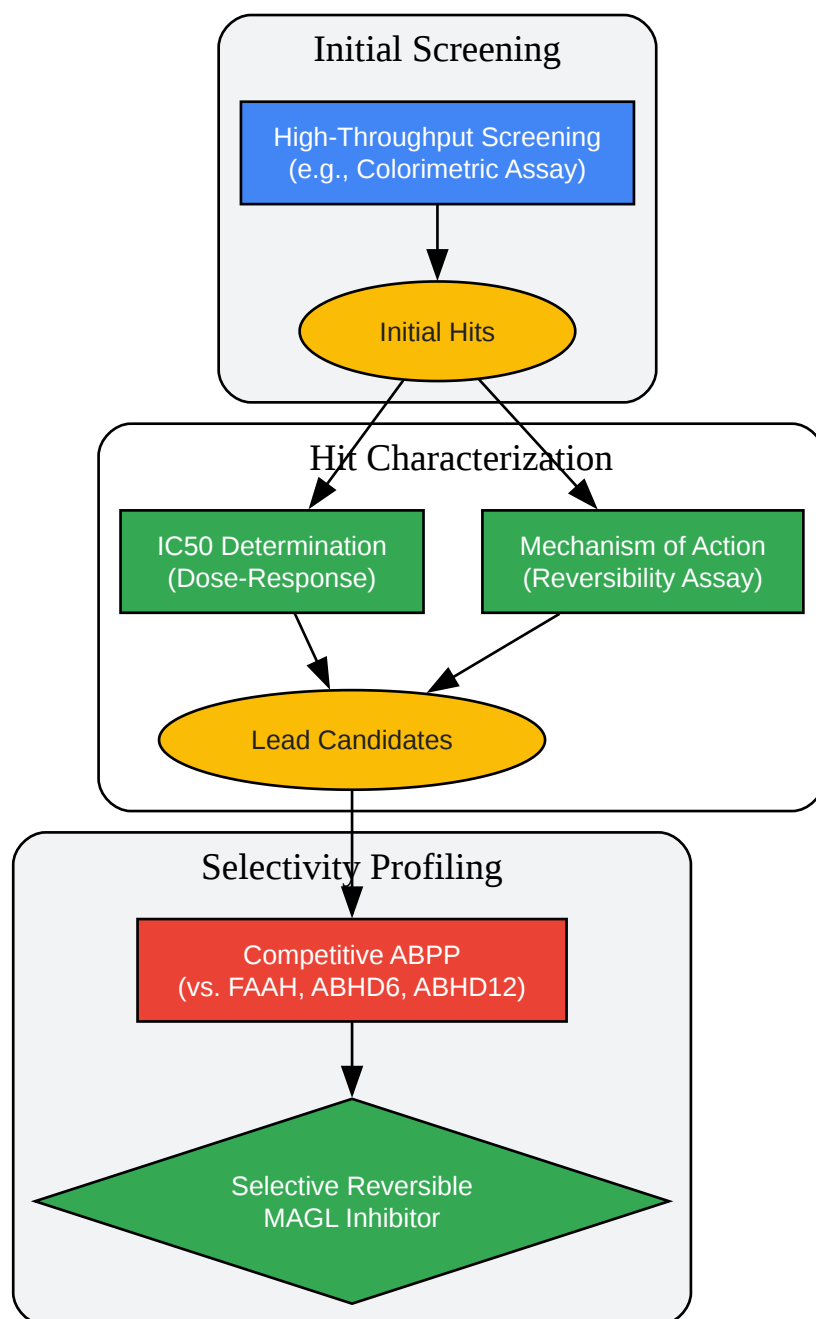 Initial Screening
High-Throughput Screening
(e.g., Colorimetric Assay)
Initial Hits
Hit Characterization
IC50 Determination
(Dose-Response)
Mechanism of Action
(Reversibility Assay)
Lead Candidates
Selectivity Profiling
Competitive ABPP
(vs. FAAH, ABHD6, ABHD12)
Selective Reversible
MAGL Inhibitor